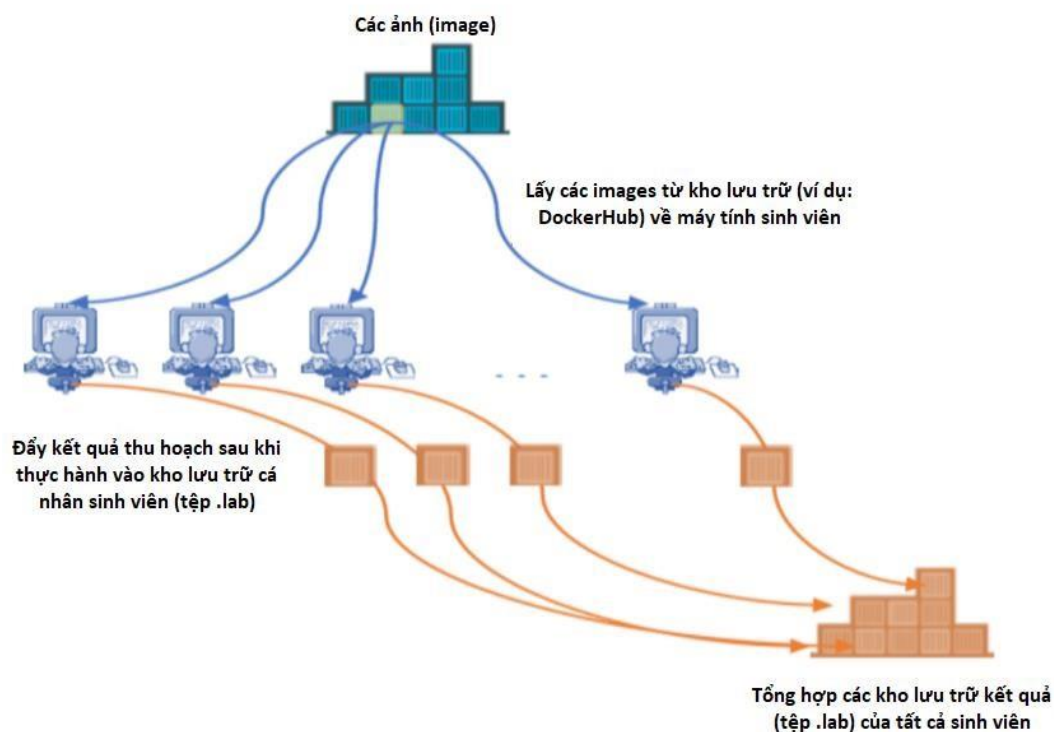 Các ảnh (image)
Lấy các images từ kho lưu trữ (ví dụ:
DockerHub) về máy tính sinh viên
Đẩy kết quả thu hoạch sau khi
thực hành vào kho lưu trữ cá
nhân sinh viên (tệp .lab)
Tổng hợp các kho lưu trữ kết quả
(tệp .lab) của tất cả sinh viên